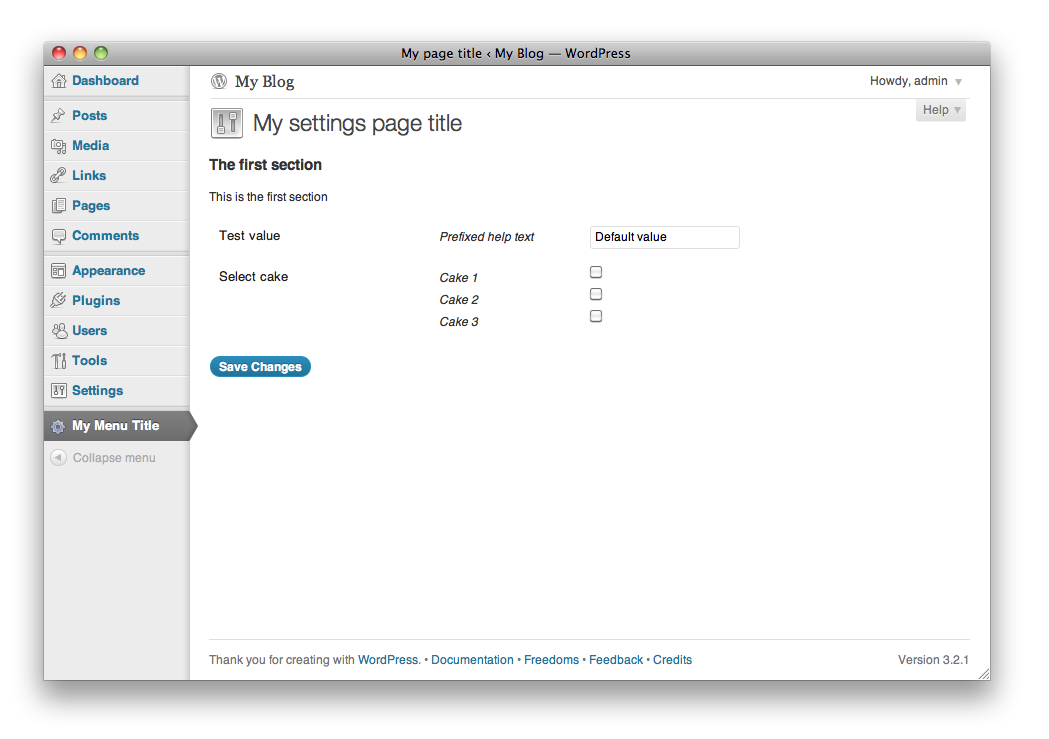 My page title ‹ My Blog — WordPress
Dashboard
Posts
Media
Links
Pages
Comments
Appearance
Plugins
Users
Tools
Settings
My Menu Title
Collapse menu
My Blog
Howdy, admin
Help
My settings page title
The first section
This is the first section
Test value Prefixed help text Default value
Select cake Cake 1
Cake 2
Cake 3
Save Changes
Thank you for creating with WordPress. • Documentation • Freedoms • Feedback • Credits
Version 3.2.1